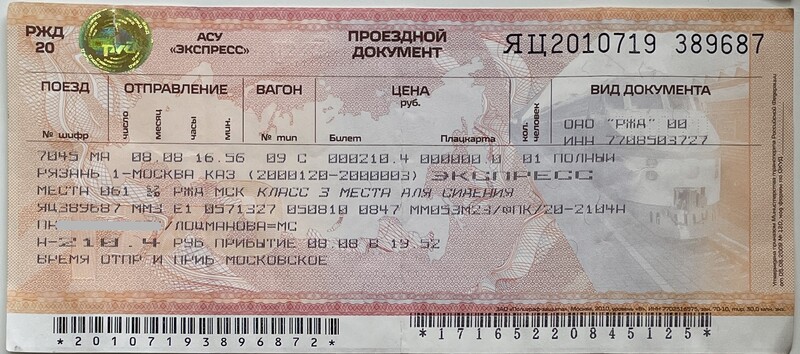 РЖД
20
АСУ
«ЭКСПРЕСС»
ПРОЕЗДНОЙ
ДОКУМЕНТ
ЯЦ2010719 389687
ПОЕЗД ОТПРАВЛЕНИЕ ВАГОН ЦЕНА ВИД ДОКУМЕНТА
руб.
№ шифр число месяц часы мин. № тип Билет Плацкарта кол. человек
ОАО "РЖД" 00
ИНН 7708503727
7045 МА 08.08 16.56 09 С 000210.4 000000.0 01 ПОЛНЫЙ
РЯЗАНЬ 1-МОСКВА КАЗ (2000120-2000003) ЭКСПРЕСС
МЕСТА 061 РЖД МСК КЛАСС 3 МЕСТА ДЛЯ СИДЕНИЯ
ЯЦ389687 ММЗ Е1 0571327 050810 0847 ММ053М23/ФПК/20-2104Н
ПК /ЛОЦМАНОВА=МС
Н-210.4 РУБ ПРИБЫТИЕ 08.08 В 19.52
ВРЕМЯ ОТПР И ПРИБ МОСКОВСКОЕ
*20107193896872*
*17165220845125*